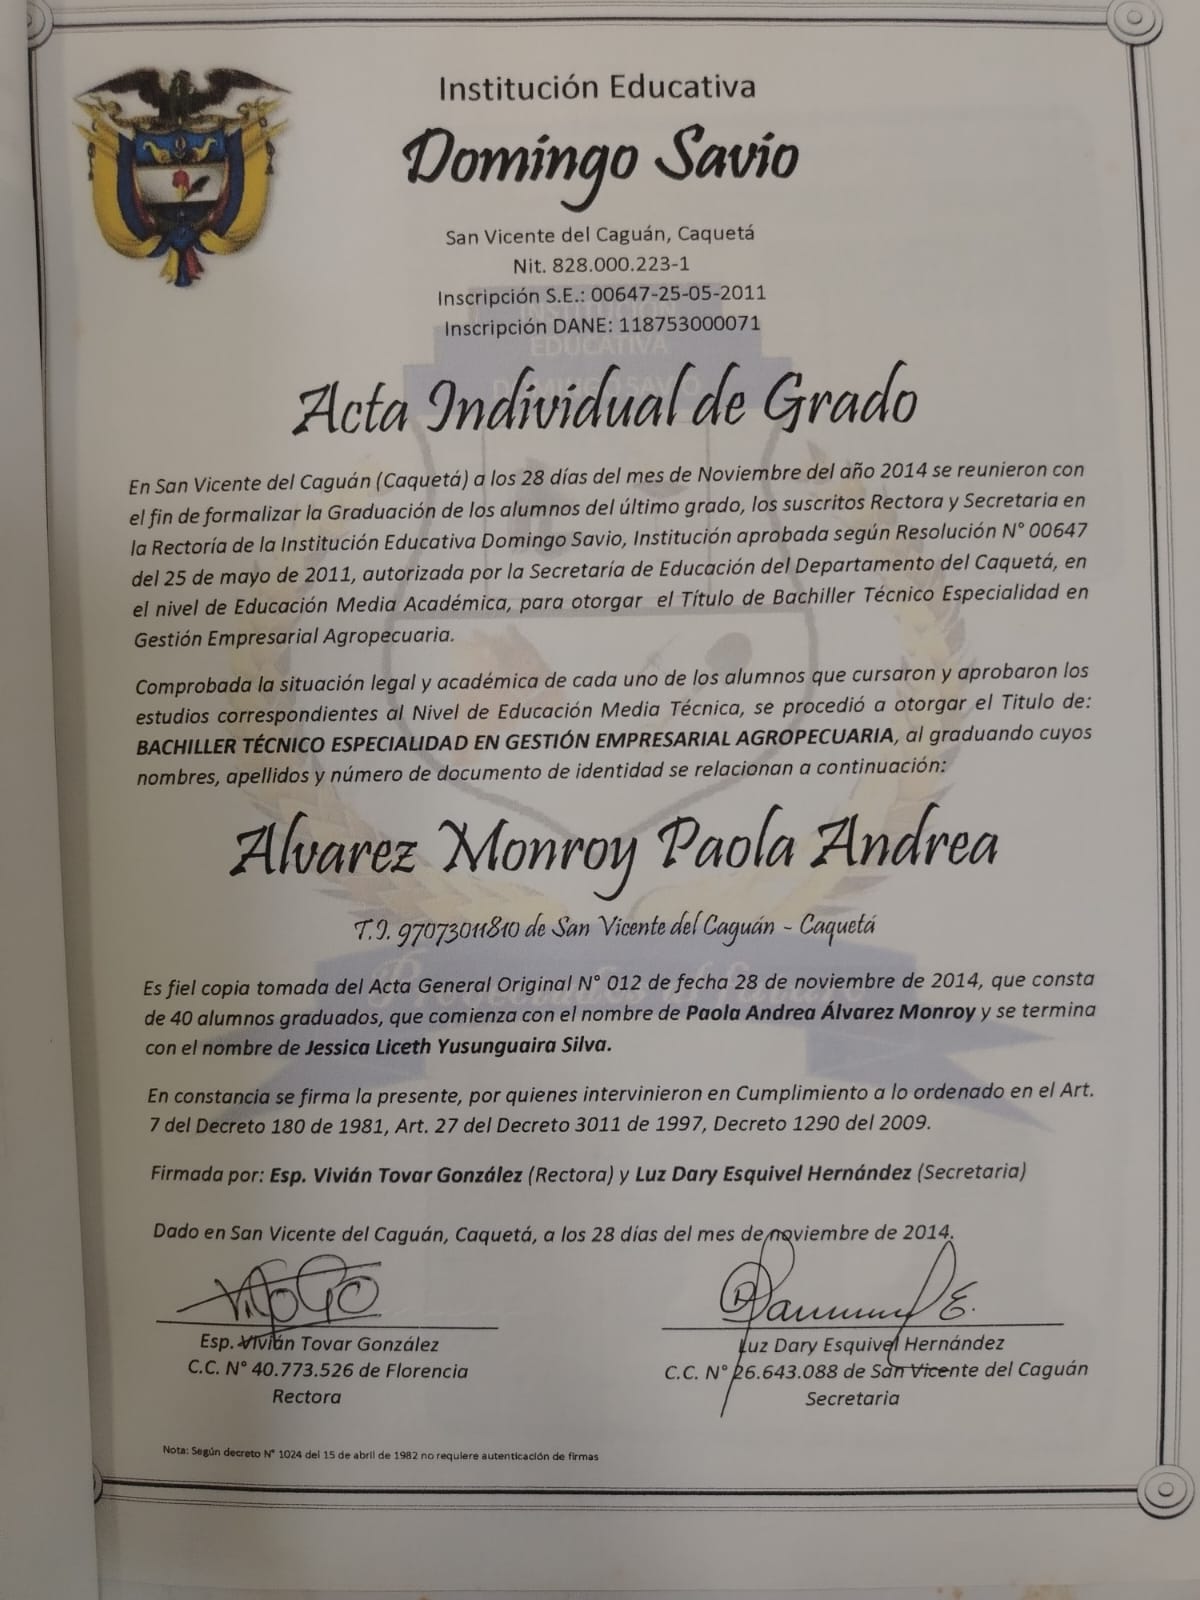 Institución Educativa
Domingo Savio
San Vicente del Caguán, Caquetá
Nit. 828.000.223-1
Inscripción S.E.: 00647-25-05-2011
Inscripción DANE: 118753000071
INSTITUCIÓN
EDUCATIVA
DOMINGO SAVIO
Acta Individual de Grado
En San Vicente del Caguán (Caquetá) a los 28 días del mes de Noviembre del año 2014 se reunieron con
el fin de formalizar la Graduación de los alumnos del último grado, los suscritos Rectora y Secretaria en
la Rectoría de la Institución Educativa Domingo Savio, Institución aprobada según Resolución N° 00647
del 25 de mayo de 2011, autorizada por la Secretaría de Educación del Departamento del Caquetá, en
el nivel de Educación Media Académica, para otorgar el Título de Bachiller Técnico Especialidad en
Gestión Empresarial Agropecuaria.
Comprobada la situación legal y académica de cada uno de los alumnos que cursaron y aprobaron los
estudios correspondientes al Nivel de Educación Media Técnica, se procedió a otorgar el Titulo de:
BACHILLER TÉCNICO ESPECIALIDAD EN GESTIÓN EMPRESARIAL AGROPECUARIA, al graduando cuyos
nombres, apellidos y número de documento de identidad se relacionan a continuación:
Alvarez Monroy Paola Andrea
T.I. 97073011810 de San Vicente del Caguán - Caquetá
Es fiel copia tomada del Acta General Original N° 012 de fecha 28 de noviembre de 2014, que consta
de 40 alumnos graduados, que comienza con el nombre de Paola Andrea Álvarez Monroy y se termina
con el nombre de Jessica Liceth Yusunguaira Silva.
En constancia se firma la presente, por quienes intervinieron en Cumplimiento a lo ordenado en el Art.
7 del Decreto 180 de 1981, Art. 27 del Decreto 3011 de 1997, Decreto 1290 del 2009.
Firmada por: Esp. Vivián Tovar González (Rectora) y Luz Dary Esquivel Hernández (Secretaria)
Dado en San Vicente del Caguán, Caquetá, a los 28 días del mes de noviembre de 2014.
Esp. Vivián Tovar González
C.C. N° 40.773.526 de Florencia
Rectora
Luz Dary Esquivel Hernández
C.C. N° 26.643.088 de San Vicente del Caguán
Secretaria
Nota: Según decreto N° 1024 del 15 de abril de 1982 no requiere autenticación de firmas